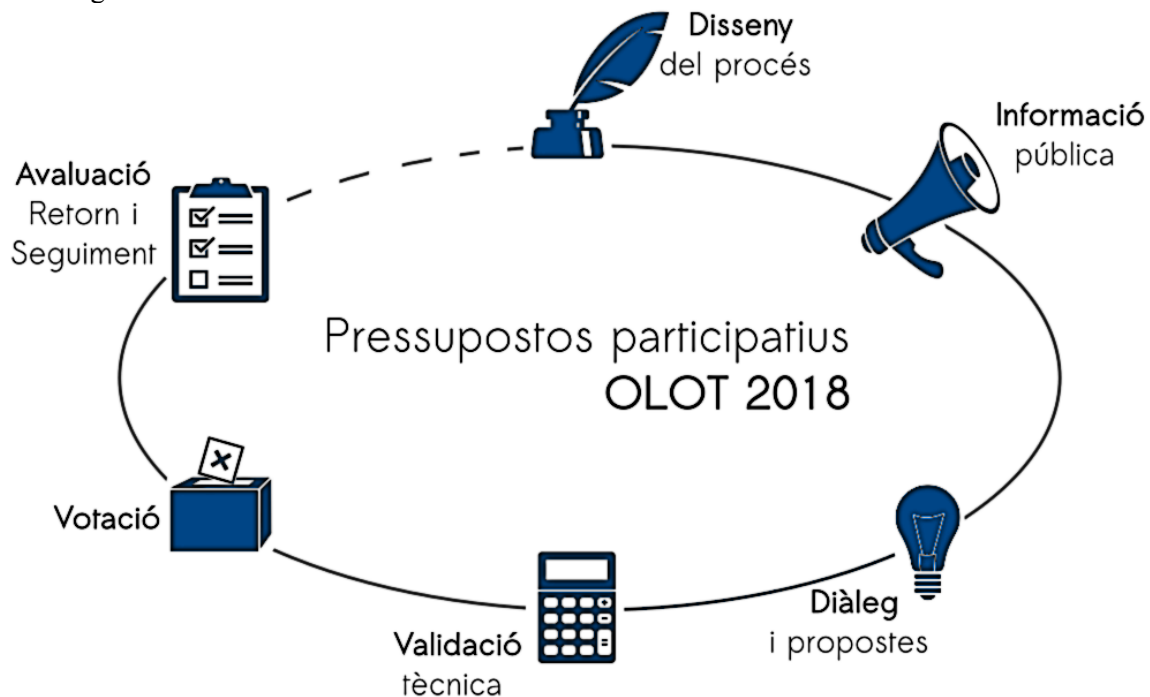 Disseny
del procés
Informació
pública
Avaluació
Retorn i
Seguiment
Pressupostos participatius
OLOT 2018
Votació
Diàleg
i propostes
Validació
tècnica